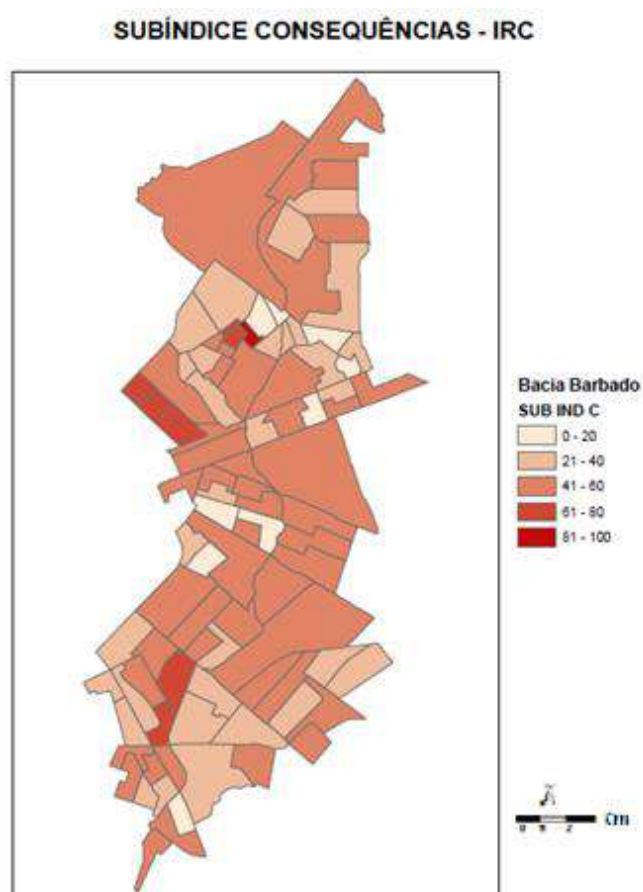 SUBÍNDICE CONSEQUÊNCIAS - IRC
Bacia Barbado
SUB IND C
0 - 20
21 - 40
41 - 60
61 - 80
81 - 100